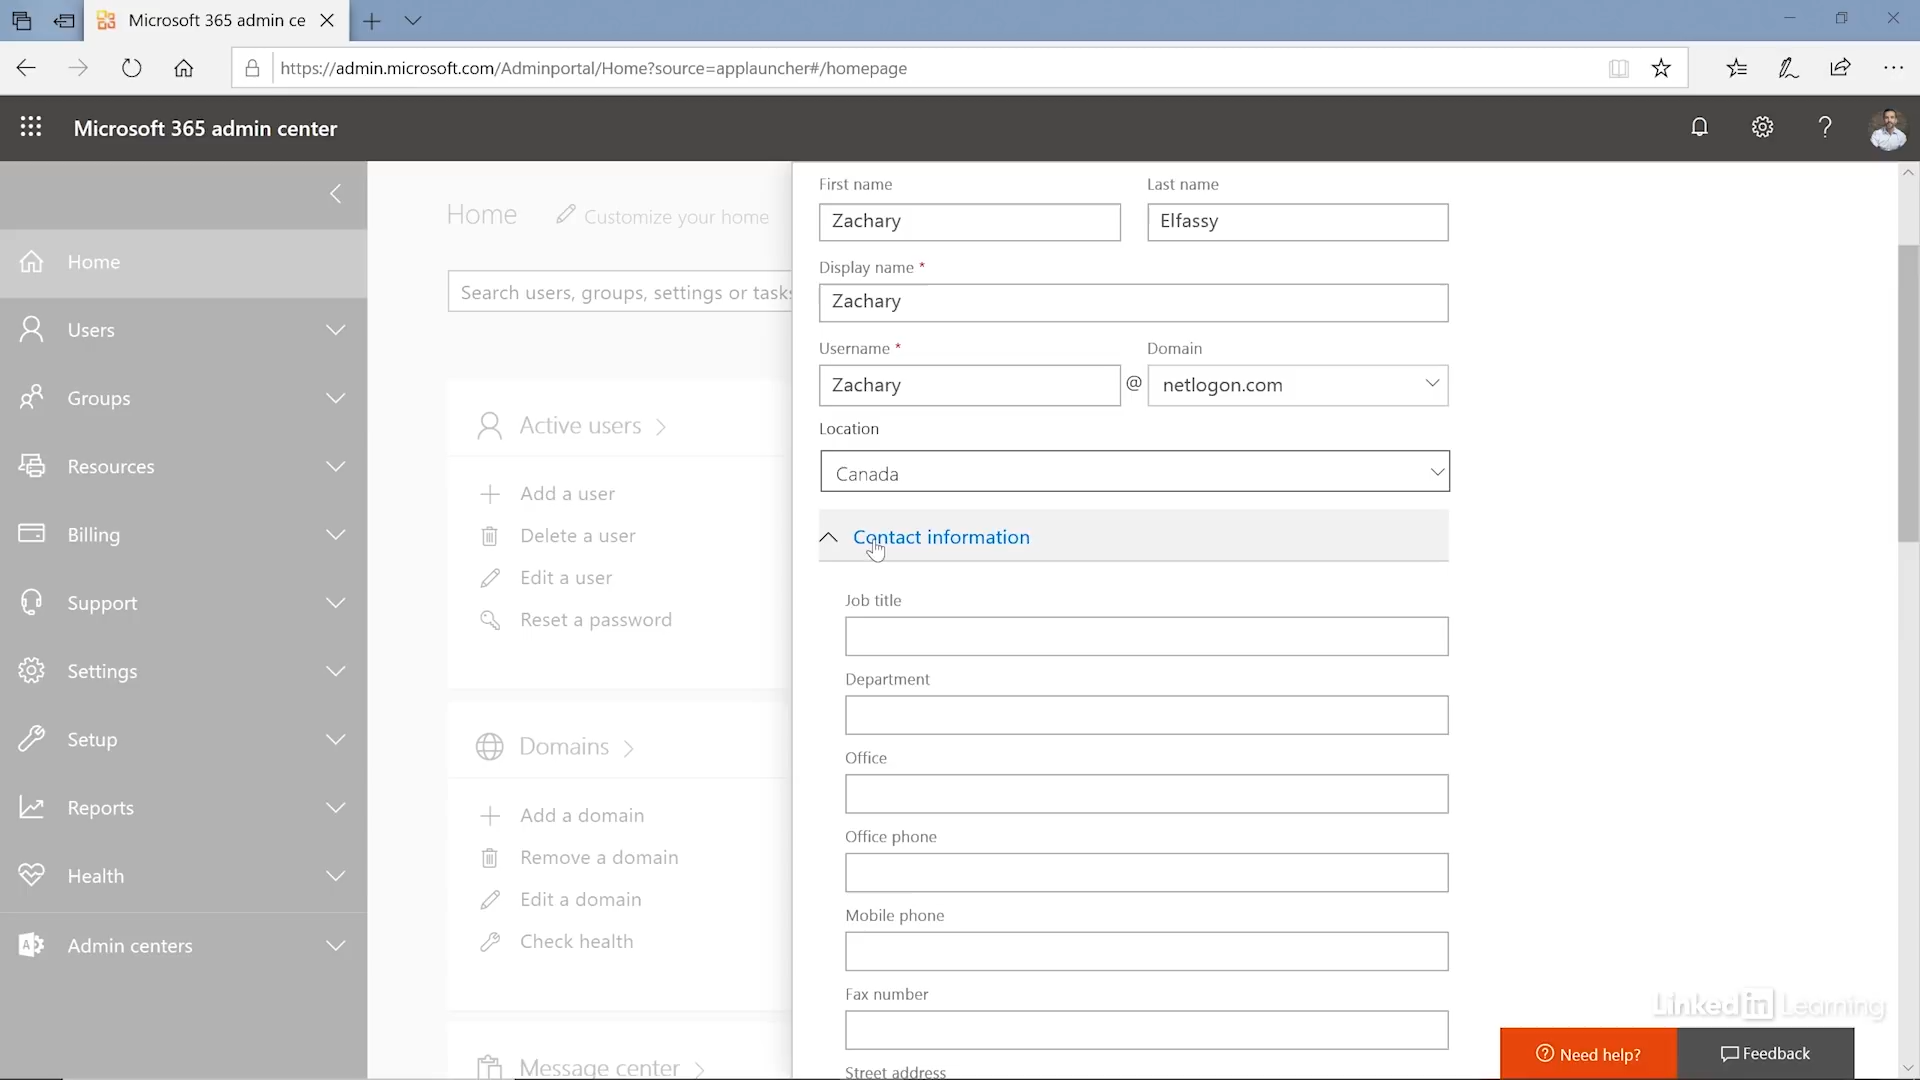 Microsoft 365 admin ce
https://admin.microsoft.com/Adminportal/Home?source=applauncher#/homepage
Microsoft 365 admin center
?
Home
Users
Groups
Resources
Billing
Support
Settings
Setup
Reports
Health
Admin centers
Home
Customize your home
Search users, groups, settings or tasks
Active users
Add a user
Delete a user
Edit a user
Reset a password
Domains
Add a domain
Remove a domain
Edit a domain
Check health
Message center
First name
Last name
Zachary
Elfassy
Display name *
Zachary
Username *
Domain
Zachary
@
netlogon.com
Location
Canada
Contact information
Job title
Department
Office
Office phone
Mobile phone
Fax number
Street address
LinkedIn Learning
Need help?
Feedback